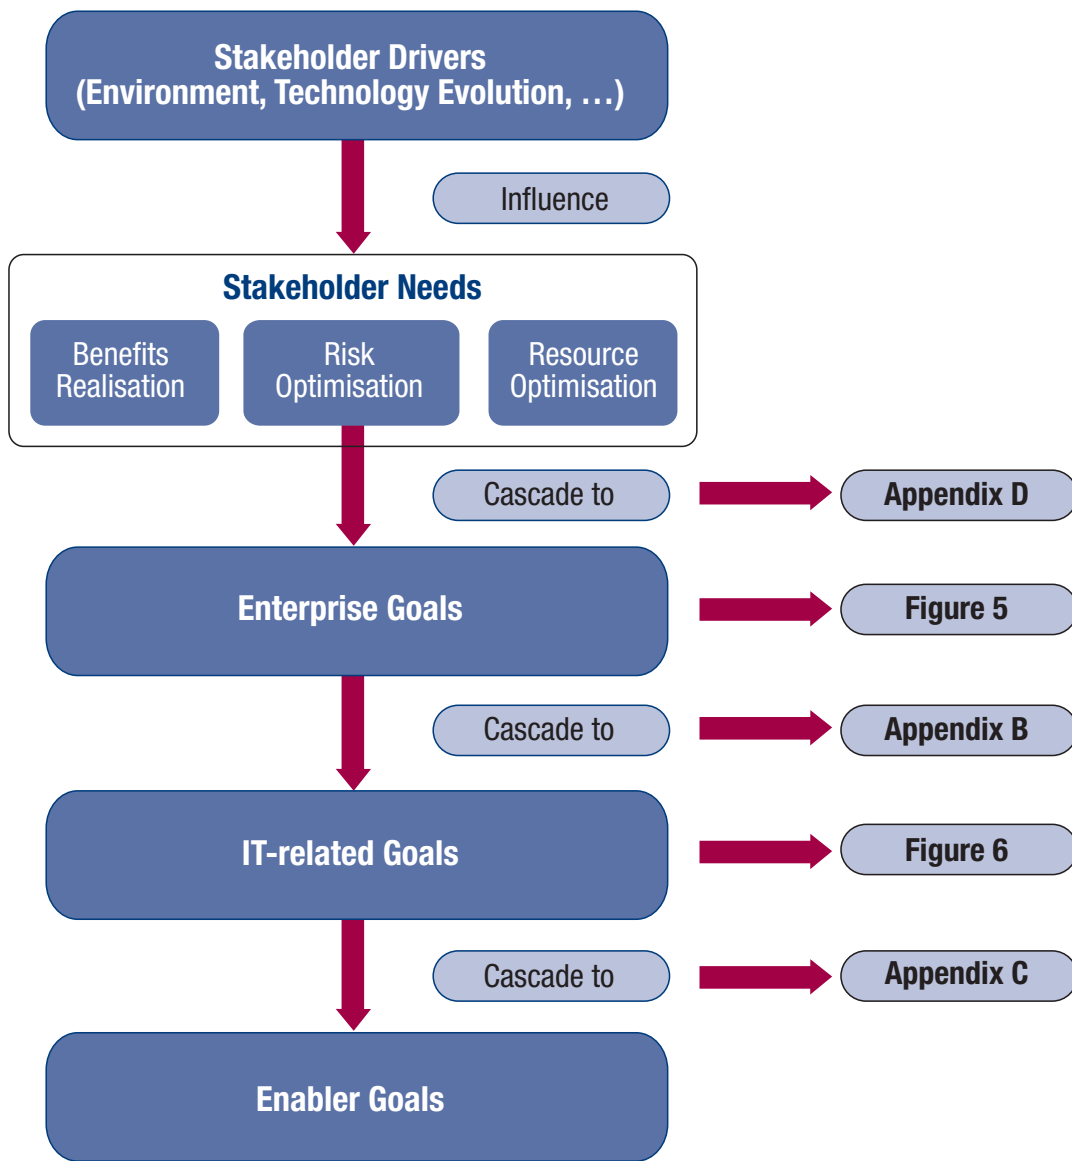 Stakeholder Drivers
(Environment, Technology Evolution, …)
Influence
Stakeholder Needs
Benefits
Realisation
Risk
Optimisation
Resource
Optimisation
Cascade to
Appendix D
Enterprise Goals
Figure 5
Cascade to
Appendix B
IT-related Goals
Figure 6
Cascade to
Appendix C
Enabler Goals